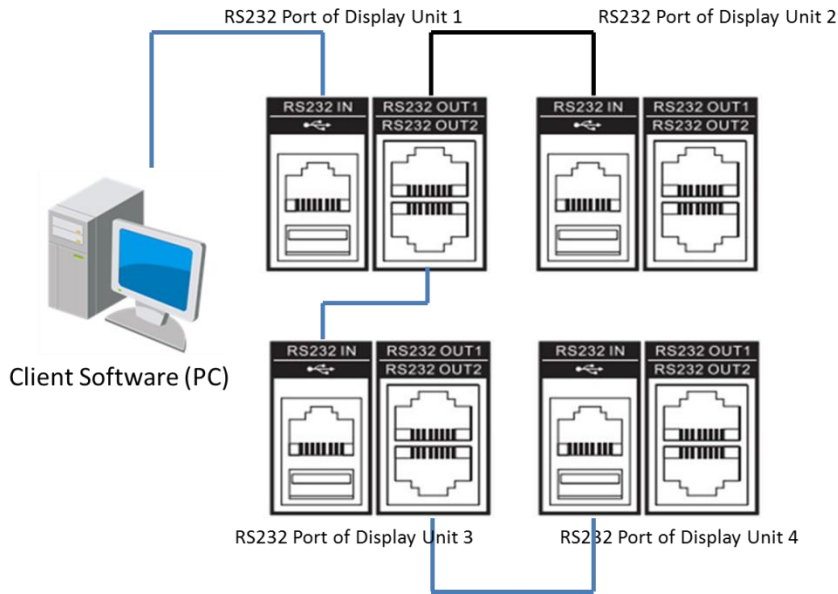 RS232 Port of Display Unit 1
RS232 Port of Display Unit 2
RS232 IN
RS232 OUT1
RS232 OUT2
RS232 IN
RS232 OUT1
RS232 OUT2
Client Software (PC)
RS232 IN
RS232 OUT1
RS232 OUT2
RS232 IN
RS232 OUT1
RS232 OUT2
RS232 Port of Display Unit 3
RS232 Port of Display Unit 4